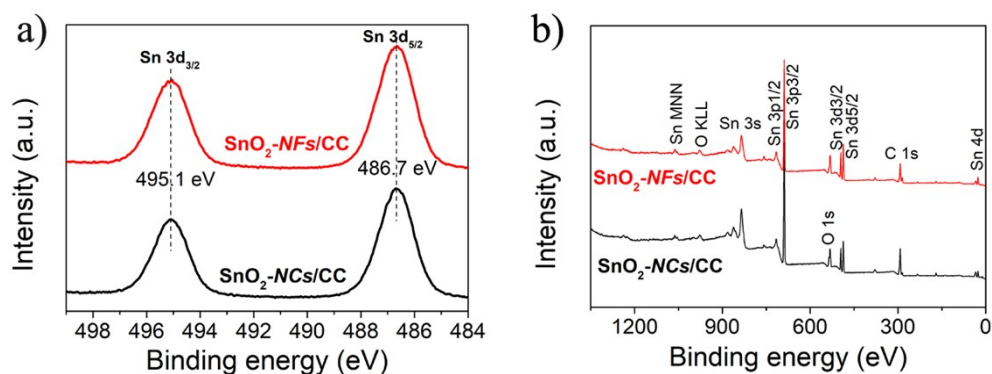 a)
Sn 3d3/2
Sn 3d5/2
SnO2-NFs/CC
495.1 eV
486.7 eV
SnO2-NCs/CC
Intensity (a.u.)
498 496 494 492 490 488 486 484
Binding energy (eV)
b)
Sn MNN
O KLL
Sn 3s
Sn 3p1/2
Sn 3p3/2
Sn 3d3/2
Sn 3d5/2
C 1s
Sn 4d
SnO2-NFs/CC
O 1s
SnO2-NCs/CC
Intensity (a.u.)
1200 900 600 300 0
Binding energy (eV)